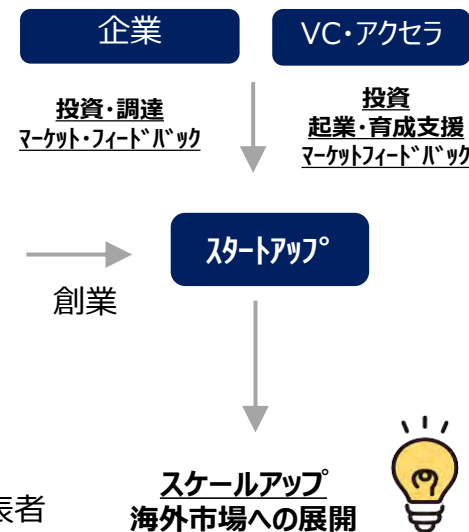 企業
VC・アクセラ
投資・調達
ﾏｰｹｯﾄ・ﾌｨｰﾄﾞﾊﾞｯｸ
投資
起業・育成支援
ﾏｰｹｯﾄﾌｨｰﾄﾞﾊﾞｯｸ
ｽﾀｰﾄｱｯﾌﾟ
創業
表者
スケールアップ
海外市場への展開